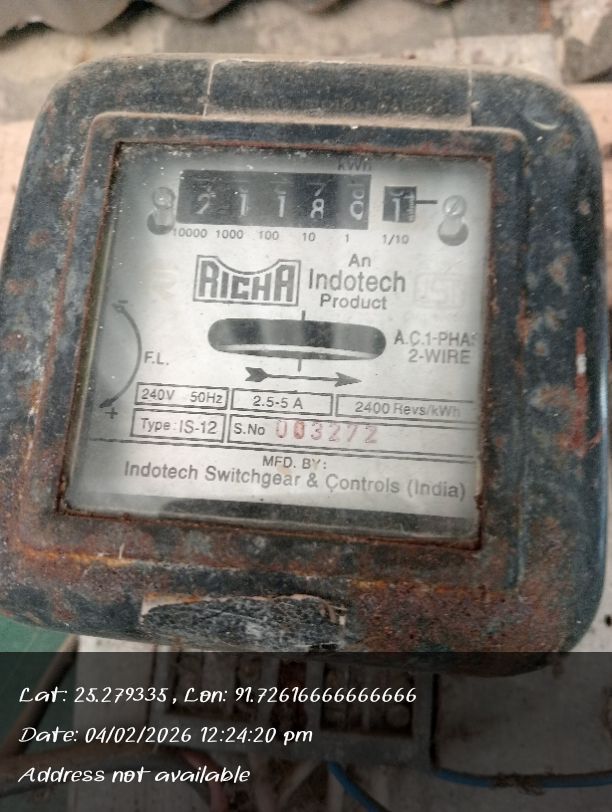 kWh
2 1 1 8 0 1
10000 1000 100 10 1 1/10
An
RICHA Indotech
Product
A.C.1-PHAS
2-WIRE
F.L.
- +
240V 50Hz 2.5-5 A 2400 Revs/kWh
Type: IS-12 S.No 003272
MFD. BY:
Indotech Switchgear & Controls (India)
Lat: 25.279335 , Lon: 91.72616666666666
Date: 04/02/2026 12:24:20 pm
Address not available